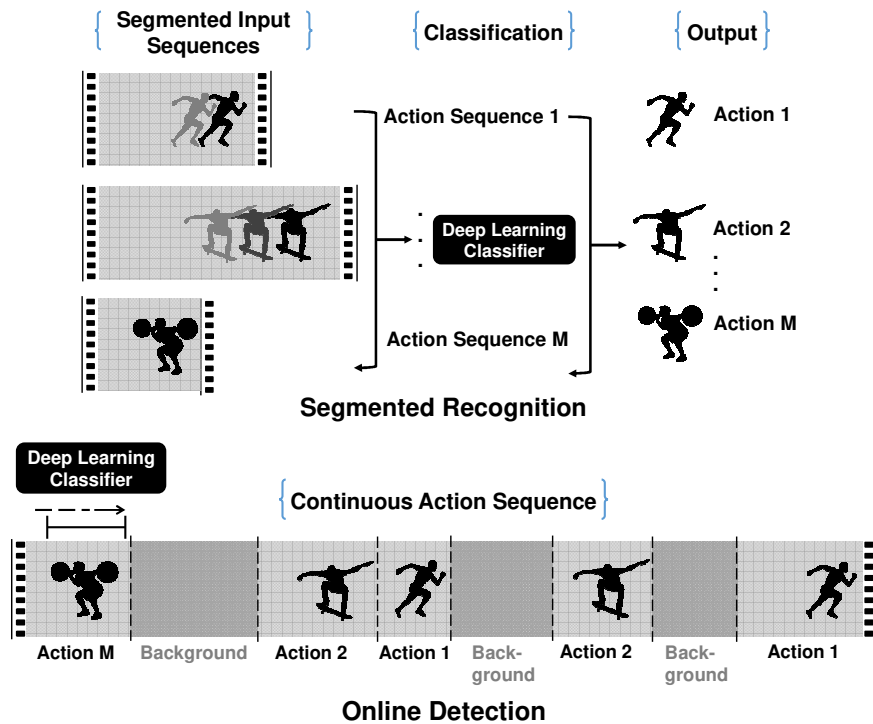 Segmented Input
Sequences
Classification
Output
Action Sequence 1
Action 1
Deep Learning
Classifier
Action 2
Action Sequence M
Action M
Segmented Recognition
Deep Learning
Classifier
Continuous Action Sequence
Action M
Background
Action 2
Action 1
Back-
ground
Action 2
Back-
ground
Action 1
Online Detection